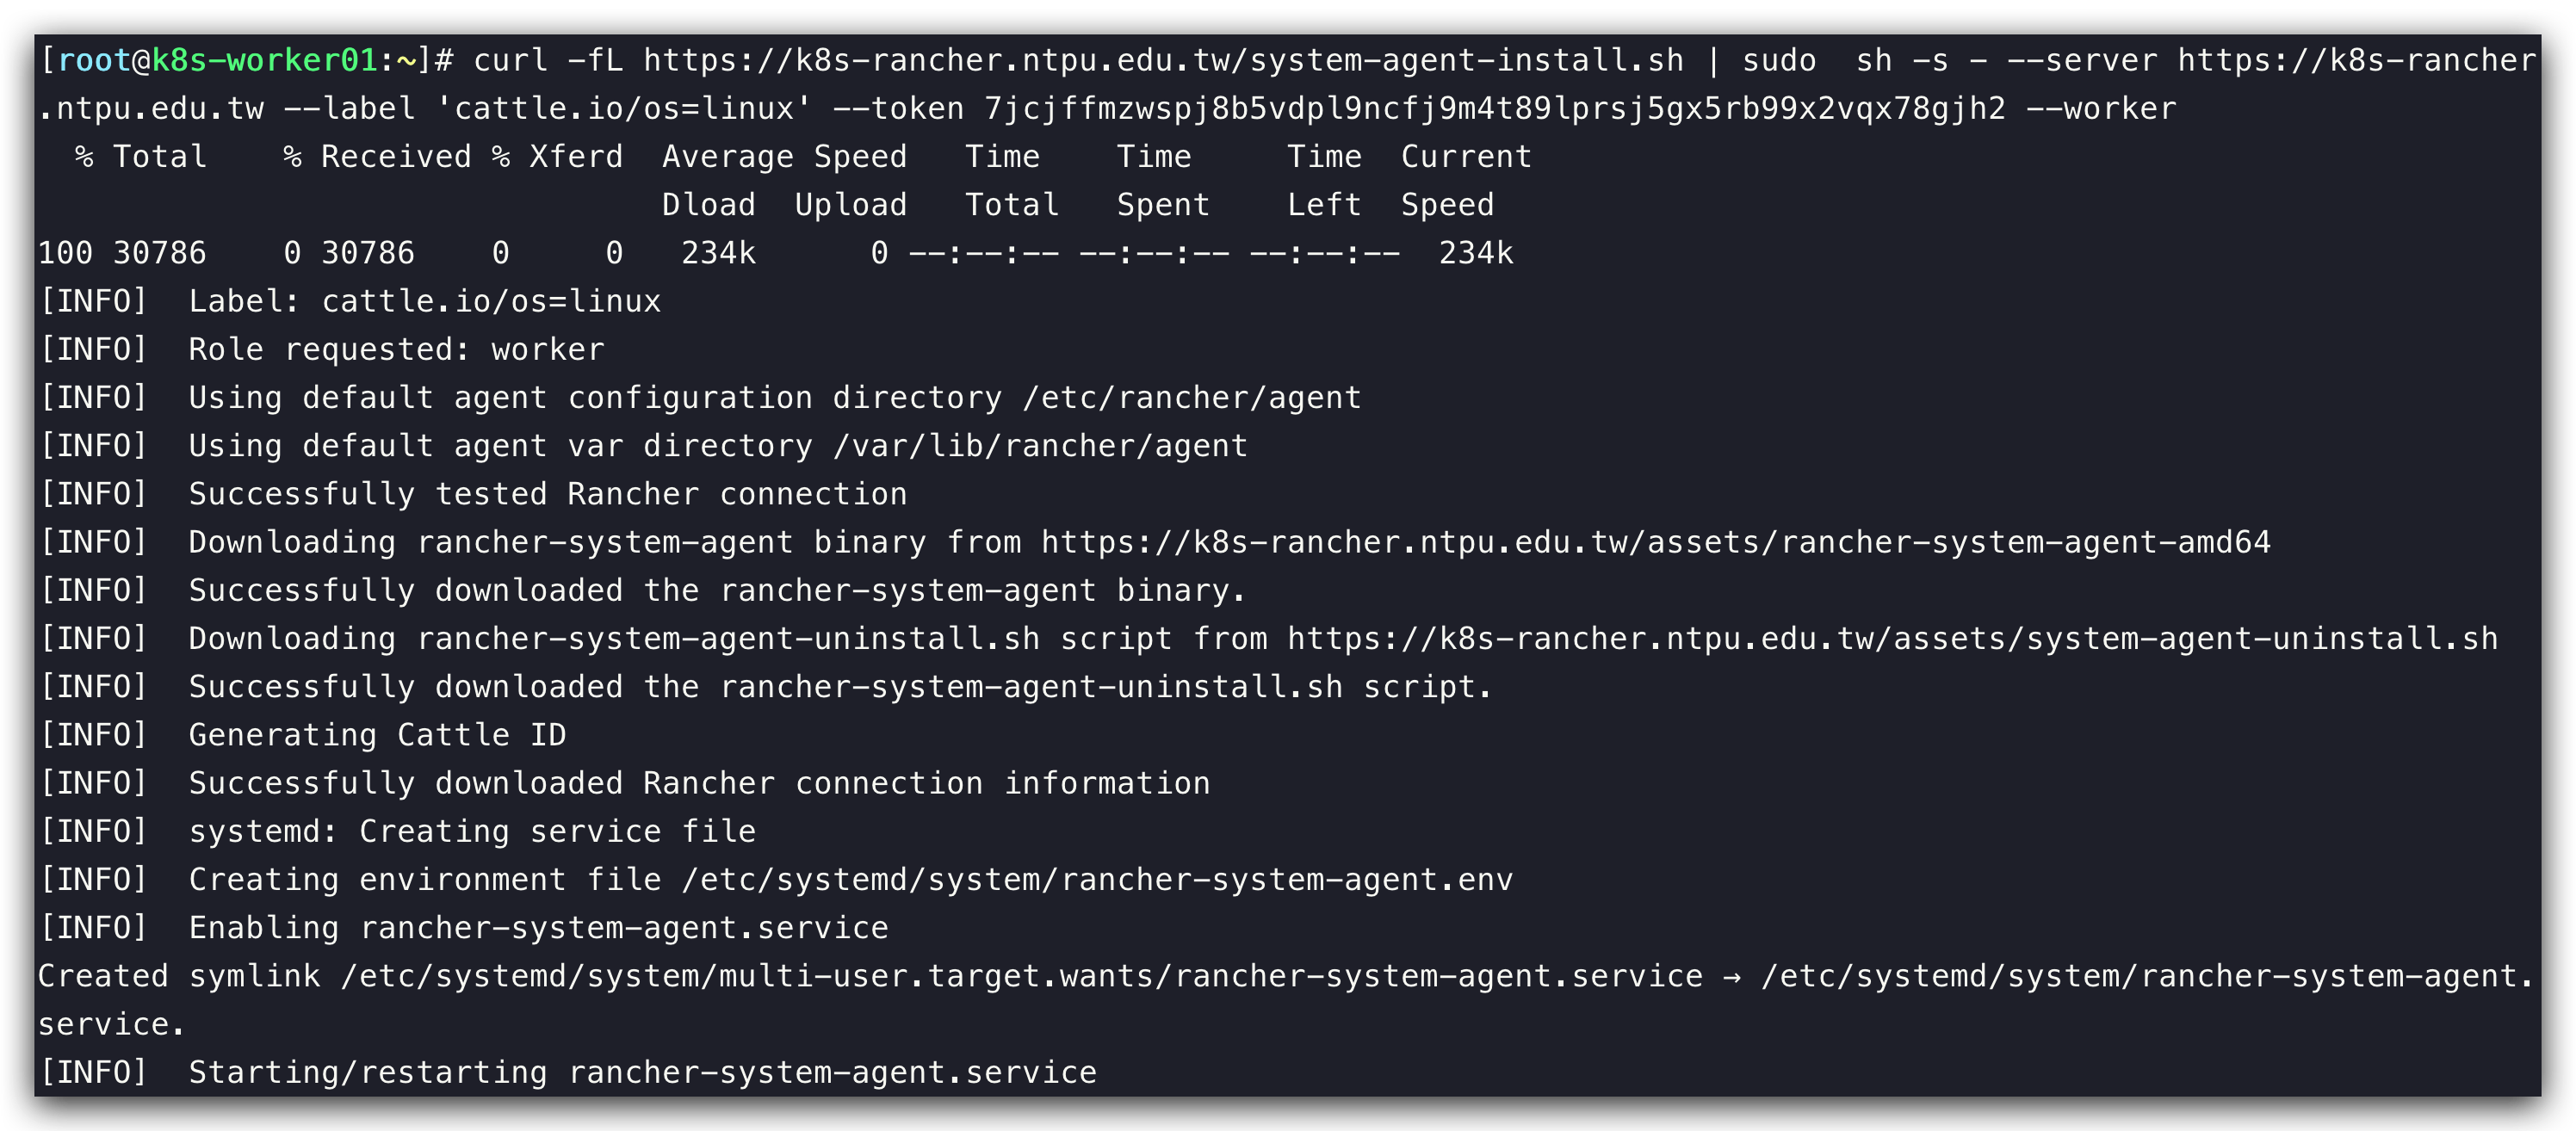 [root@k8s-worker01:~]# curl -fL https://k8s-rancher.ntpu.edu.tw/system-agent-install.sh | sudo  sh -s - --server https://k8s-rancher
.ntpu.edu.tw --label 'cattle.io/os=linux' --token 7jcjffmzwspj8b5vdpl9ncfj9m4t89lprsj5gx5rb99x2vqx78gjh2 --worker
  % Total    % Received % Xferd  Average Speed   Time    Time     Time  Current
                                 Dload  Upload   Total   Spent    Left  Speed
100 30786    0 30786    0     0   234k      0 --:--:-- --:--:-- --:--:--  234k
[INFO]  Label: cattle.io/os=linux
[INFO]  Role requested: worker
[INFO]  Using default agent configuration directory /etc/rancher/agent
[INFO]  Using default agent var directory /var/lib/rancher/agent
[INFO]  Successfully tested Rancher connection
[INFO]  Downloading rancher-system-agent binary from https://k8s-rancher.ntpu.edu.tw/assets/rancher-system-agent-amd64
[INFO]  Successfully downloaded the rancher-system-agent binary.
[INFO]  Downloading rancher-system-agent-uninstall.sh script from https://k8s-rancher.ntpu.edu.tw/assets/system-agent-uninstall.sh
[INFO]  Successfully downloaded the rancher-system-agent-uninstall.sh script.
[INFO]  Generating Cattle ID
[INFO]  Successfully downloaded Rancher connection information
[INFO]  systemd: Creating service file
[INFO]  Creating environment file /etc/systemd/system/rancher-system-agent.env
[INFO]  Enabling rancher-system-agent.service
Created symlink /etc/systemd/system/multi-user.target.wants/rancher-system-agent.service → /etc/systemd/system/rancher-system-agent.
service.
[INFO]  Starting/restarting rancher-system-agent.service